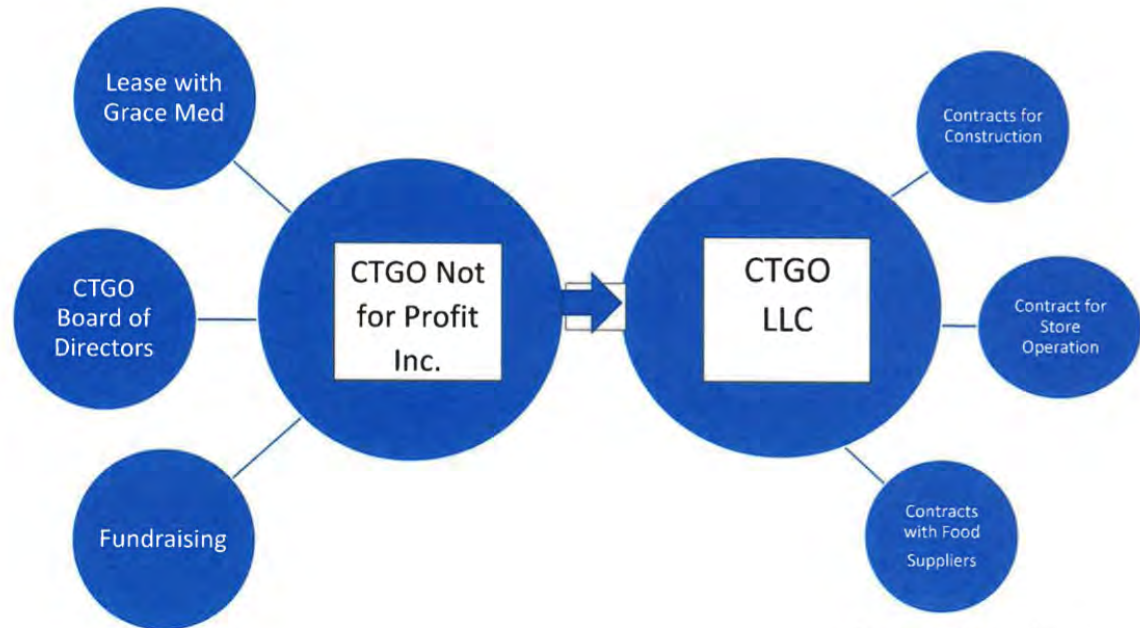 Lease with
Grace Med
CTGO
Board of
Directors
Fundraising
CTGO Not
for Profit
Inc.
CTGO
LLC
Contracts for
Construction
Contract for
Store
Operation
Contracts
with Food
Suppliers